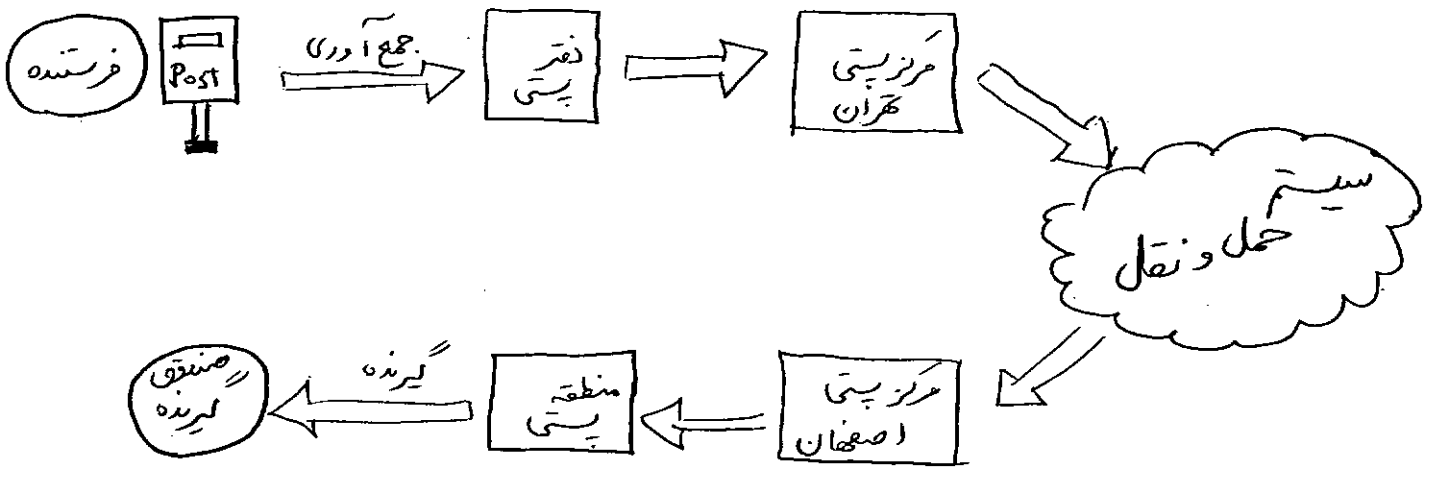 فرستنده
Post
جمع آوری
دفتر
پستی
مرکز پستی
تهران
سیستم
حمل و نقل
مرکز پستی
اصفهان
منطقه
پستی
گیرنده
صندوق
گیرنده